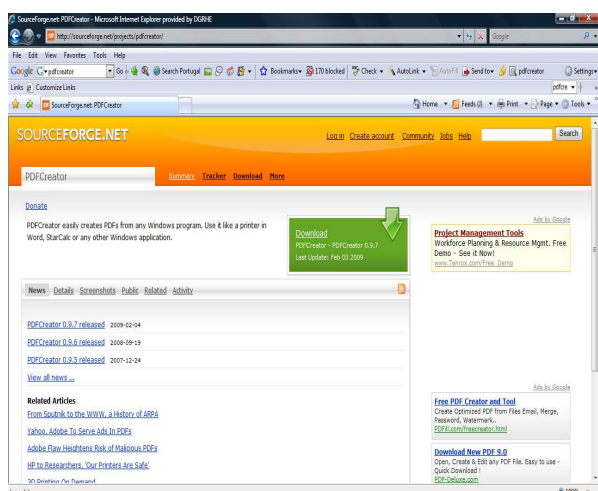 SourceForge.net: PDFCreator - Microsoft Internet Explorer provided by DGRHE
http://sourceforge.net/projects/pdfcreator/
Google
File Edit View Favorites Tools Help
Google pdfcreator Go Search Portugal Bookmarks 170 blocked Check AutoLink AutoFill Send to pdfcreator Settings
Links Customize Links
SourceForge.net: PDFCreator
Home Feeds (J) Print Page Tools
SOURCEFORGE.NET
Log in Create account Community Jobs Help Search
PDFCreator Summary Tracker Download More
Donate
PDFCreator easily creates PDFs from any Windows program. Use it like a printer in
Word, StarCalc or any other Windows application.
Download
PDFCreator - PDFCreator 0.9.7
Last Update: Feb 03 2009
Ads by Google
Project Management Tools
Workforce Planning & Resource Mgmt. Free
Demo - See it Now!
www.Tenrox.com/Free_Demo
News Details Screenshots Public Related Activity
PDFCreator 0.9.7 released 2009-02-04
PDFCreator 0.9.6 released 2008-09-19
PDFCreator 0.9.5 released 2007-12-24
View all news ...
Related Articles
From Sputnik to the WWW, a History of ARPA
Yahoo, Adobe To Serve Ads In PDFs
Adobe Flaw Heightens Risk of Malicious PDFs
HP to Researchers, 'Our Printers Are Safe'
3D Printing On Demand
Ads by Google
Free PDF Creator and Tool
Create Optimized PDF from Files Email, Merge,
Password, Watermark..
PDFill.com/freecreator.html
Download New PDF 9.0
Open, Create & Edit any PDF File. Easy to use -
Quick Download !
PDF-Deluxe.com
100%